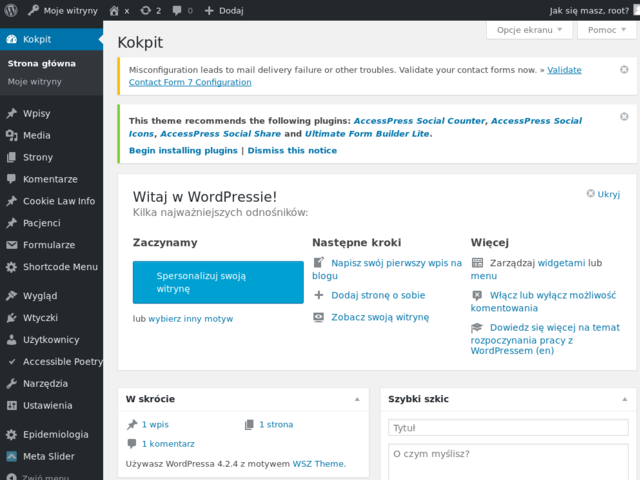 Moje witryny x 2 0 Dodaj Jak się masz, root?
Kokpit
Strona główna
Moje witryny
Wpisy
Media
Strony
Komentarze
Cookie Law Info
Pacjenci
Formularze
Shortcode Menu
Wygląd
Wtyczki
Użytkownicy
Accessible Poetry
Narzędzia
Ustawienia
Epidemiologia
Meta Slider
Zwiń menu
Opcje ekranu Pomoc
Kokpit
Misconfiguration leads to mail delivery failure or other troubles. Validate your contact forms now. » Validate
Contact Form 7 Configuration
This theme recommends the following plugins: AccessPress Social Counter, AccessPress Social
Icons, AccessPress Social Share and Ultimate Form Builder Lite.
Begin installing plugins | Dismiss this notice
Witaj w WordPressie!
Ukryj
Kilka najważniejszych odnośników:
Zaczynamy
Spersonalizuj swoją
witrynę
lub wybierz inny motyw
Następne kroki
Napisz swój pierwszy wpis na
blogu
Dodaj stronę o sobie
Zobacz swoją witrynę
Więcej
Zarządzaj widgetami lub
menu
Włącz lub wyłącz możliwość
komentowania
Dowiedz się więcej na temat
rozpoczynania pracy z
WordPressem (en)
W skrócie
1 wpis 1 strona
1 komentarz
Używasz WordPressa 4.2.4 z motywem WSZ Theme.
Szybki szkic
Tytuł
O czym myślisz?